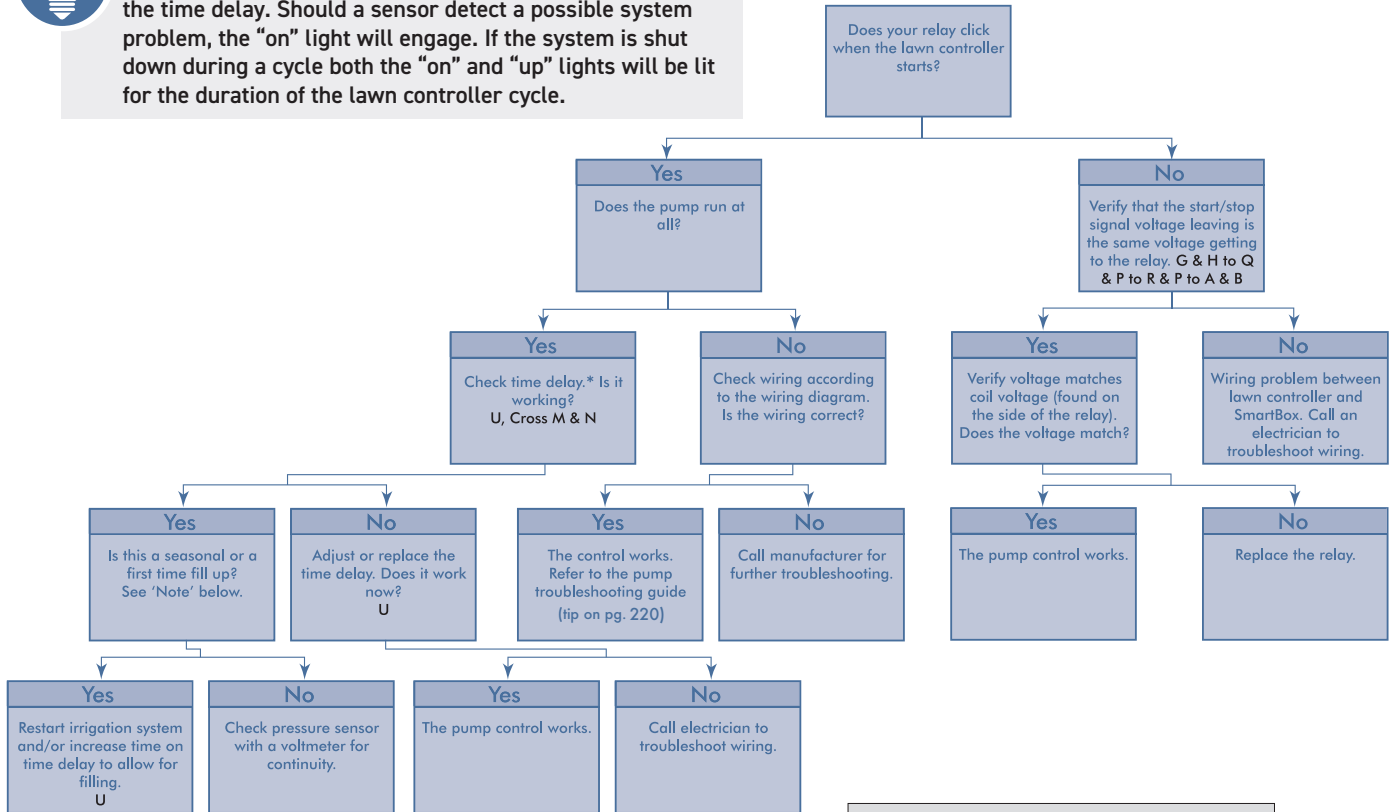 the time delay. Should a sensor detect a possible system
problem, the “on” light will engage. If the system is shut
down during a cycle both the “on” and “up” lights will be lit
for the duration of the lawn controller cycle.
Does your relay click
when the lawn controller
starts?
Yes
Does the pump run at
all?
No
Verify that the start/stop
signal voltage leaving is
the same voltage getting
to the relay. G & H to Q
& P to R & P to A & B
Yes
Check time delay.* Is it
working?
U, Cross M & N
No
Check wiring according
to the wiring diagram.
Is the wiring correct?
Yes
Verify voltage matches
coil voltage (found on
the side of the relay).
Does the voltage match?
No
Wiring problem between
lawn controller and
SmartBox. Call an
electrician to
troubleshoot wiring.
Yes
Is this a seasonal or a
first time fill up?
See ‘Note’ below.
No
Adjust or replace the
time delay. Does it work
now?
U
Yes
The control works.
Refer to the pump
troubleshooting guide
(tip on pg. 220)
No
Call manufacturer for
further troubleshooting.
Yes
The pump control works.
No
Replace the relay.
Yes
Restart irrigation system
and/or increase time on
time delay to allow for
filling.
U
No
Check pressure sensor
with a voltmeter for
continuity.
Yes
The pump control works.
No
Call electrician to
troubleshoot wiring.